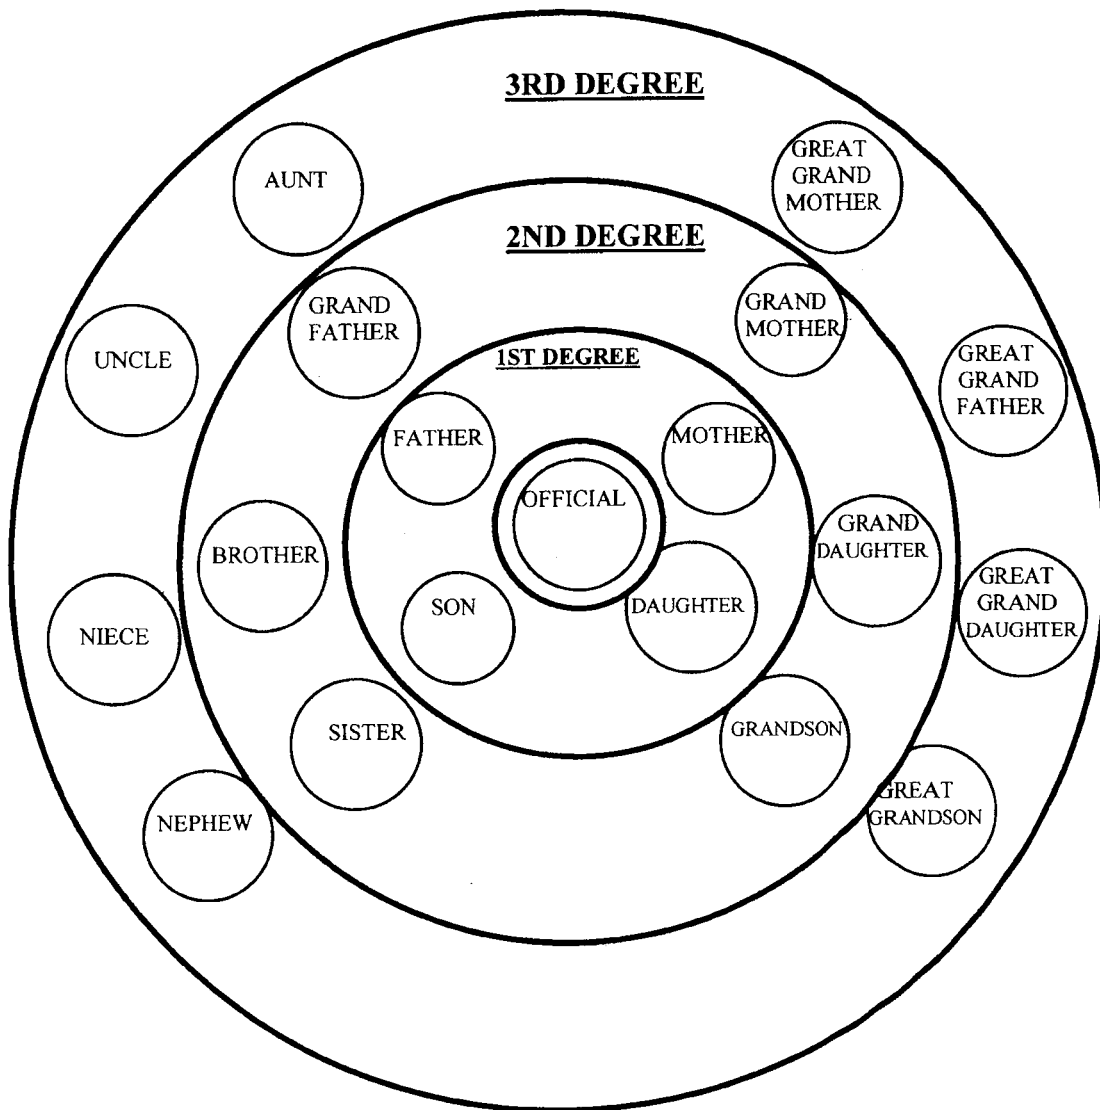 3RD DEGREE
AUNT
GREAT
GRAND
MOTHER
2ND DEGREE
GRAND
FATHER
GRAND
MOTHER
UNCLE
1ST DEGREE
GREAT
GRAND
FATHER
FATHER
MOTHER
OFFICIAL
BROTHER
GRAND
DAUGHTER
SON
DAUGHTER
NIECE
GREAT
GRAND
DAUGHTER
SISTER
GRANDSON
NEPHEW
GREAT
GRANDSON